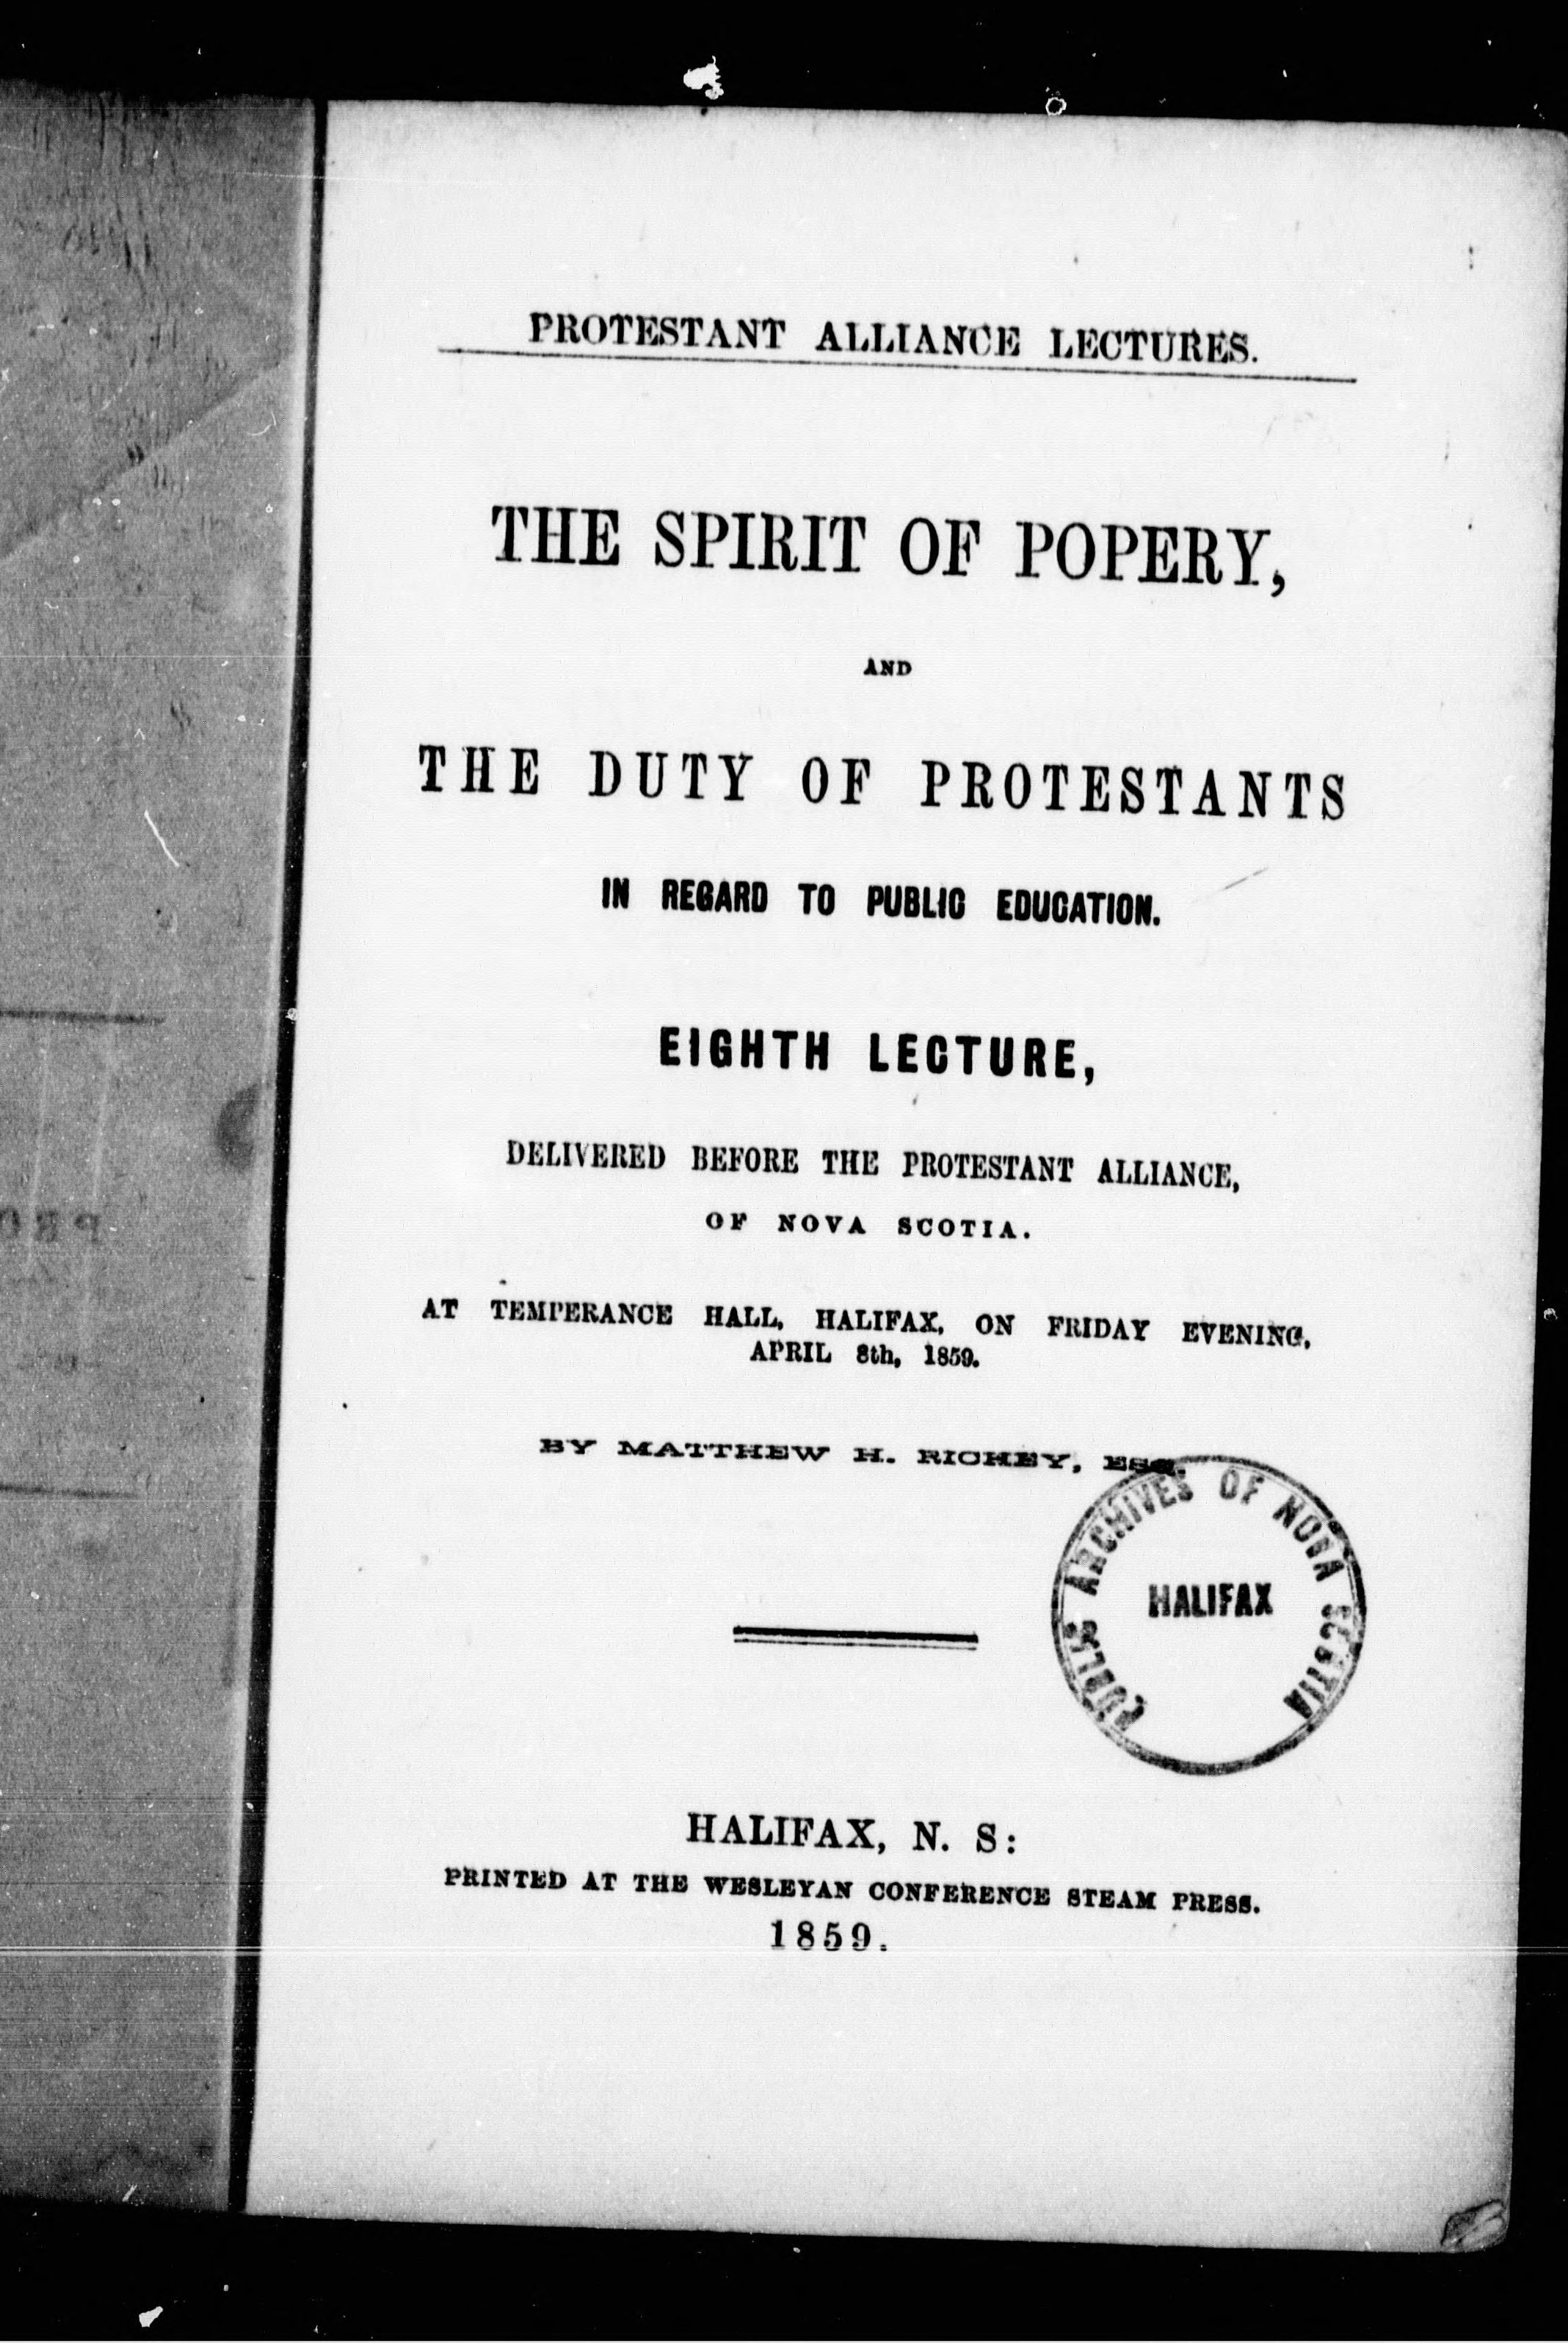 PROTESTANT ALLIANCE LECTURES.
THE SPIRIT OF POPERY,
AND
THE DUTY OF PROTESTANTS
IN REGARD TO PUBLIC EDUCATION.
EIGHTH LECTURE,
DELIVERED BEFORE THE PROTESTANT ALLIANCE,
OF NOVA SCOTIA.
AT TEMPERANCE HALL, HALIFAX, ON FRIDAY EVENING,
APRIL 8th, 1859.
BY MATTHEW H. RICHEY, ESQ.
PUBLIC ARCHIVES OF NOVA SCOTIA
HALIFAX
HALIFAX, N. S:
PRINTED AT THE WESLEYAN CONFERENCE STEAM PRESS.
1859.